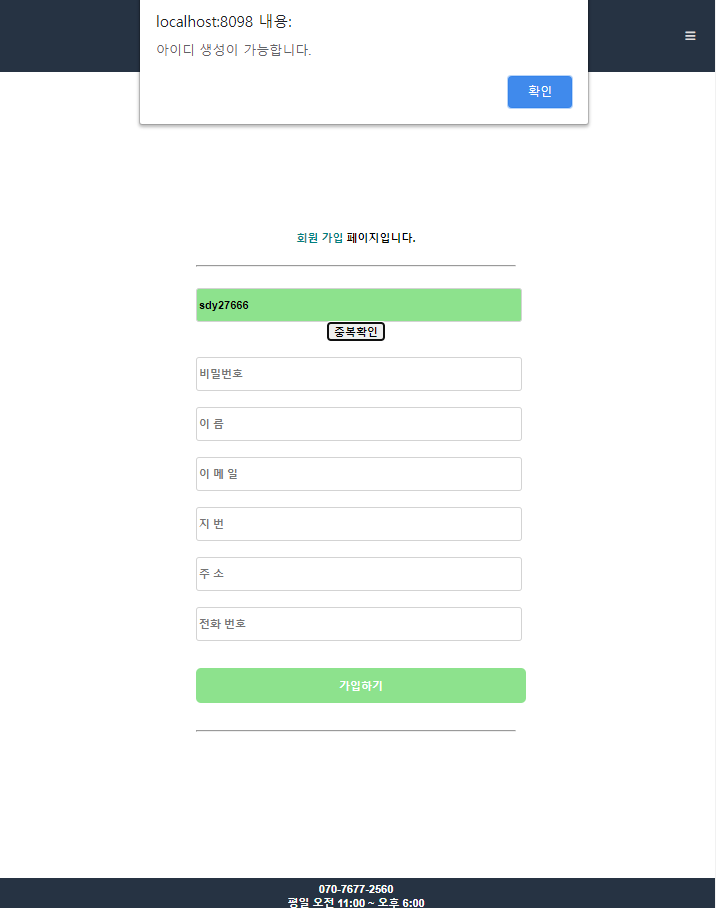 localhost:8098 내용:
아이디 생성이 가능합니다.
확인
회원 가입 페이지입니다.
sdy27666
중복확인
비밀번호
이 름
이 메 일
지 번
주 소
전화 번호
가입하기
070-7677-2560
평일 오전 11:00 ~ 오후 6:00